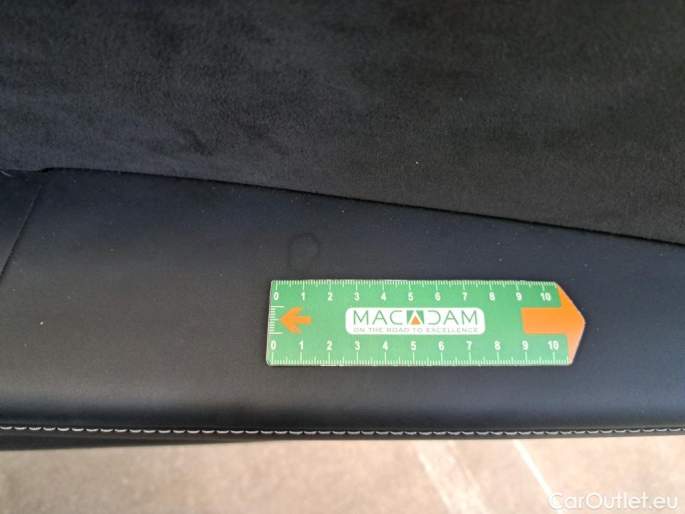 0 1 2 3 4 5 6 7 8 9 10
MACADAM
ON THE ROAD TO EXCELLENCE
0 1 2 3 4 5 6 7 8 9 10
CarOutlet.eu